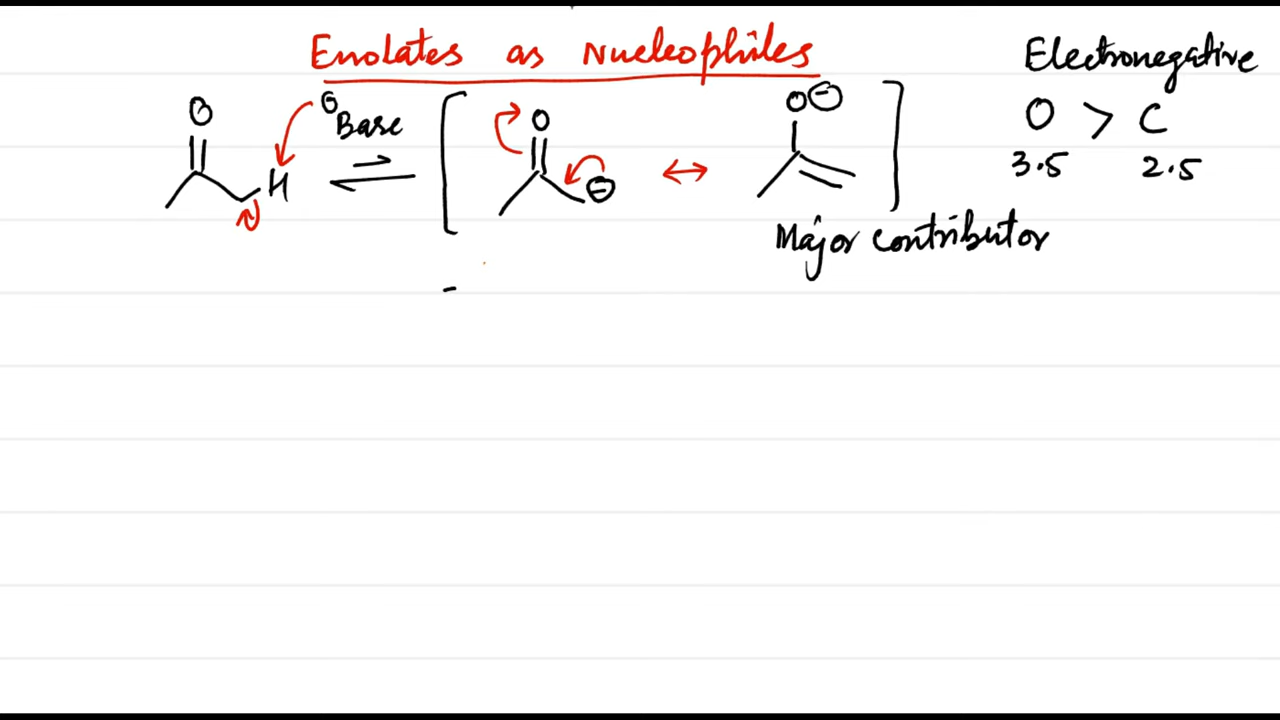 Enolates as Nucleophiles
Electronegative
O > C
3.5 2.5
O
H
⊖
Base
O
⊖
O⊖
Major contributor